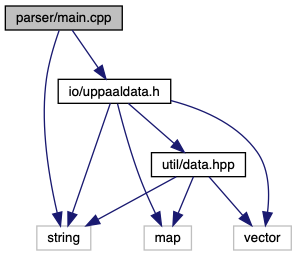 parser/main.cpp
io/uppaaldata.h
util/data.hpp
string
map
vector